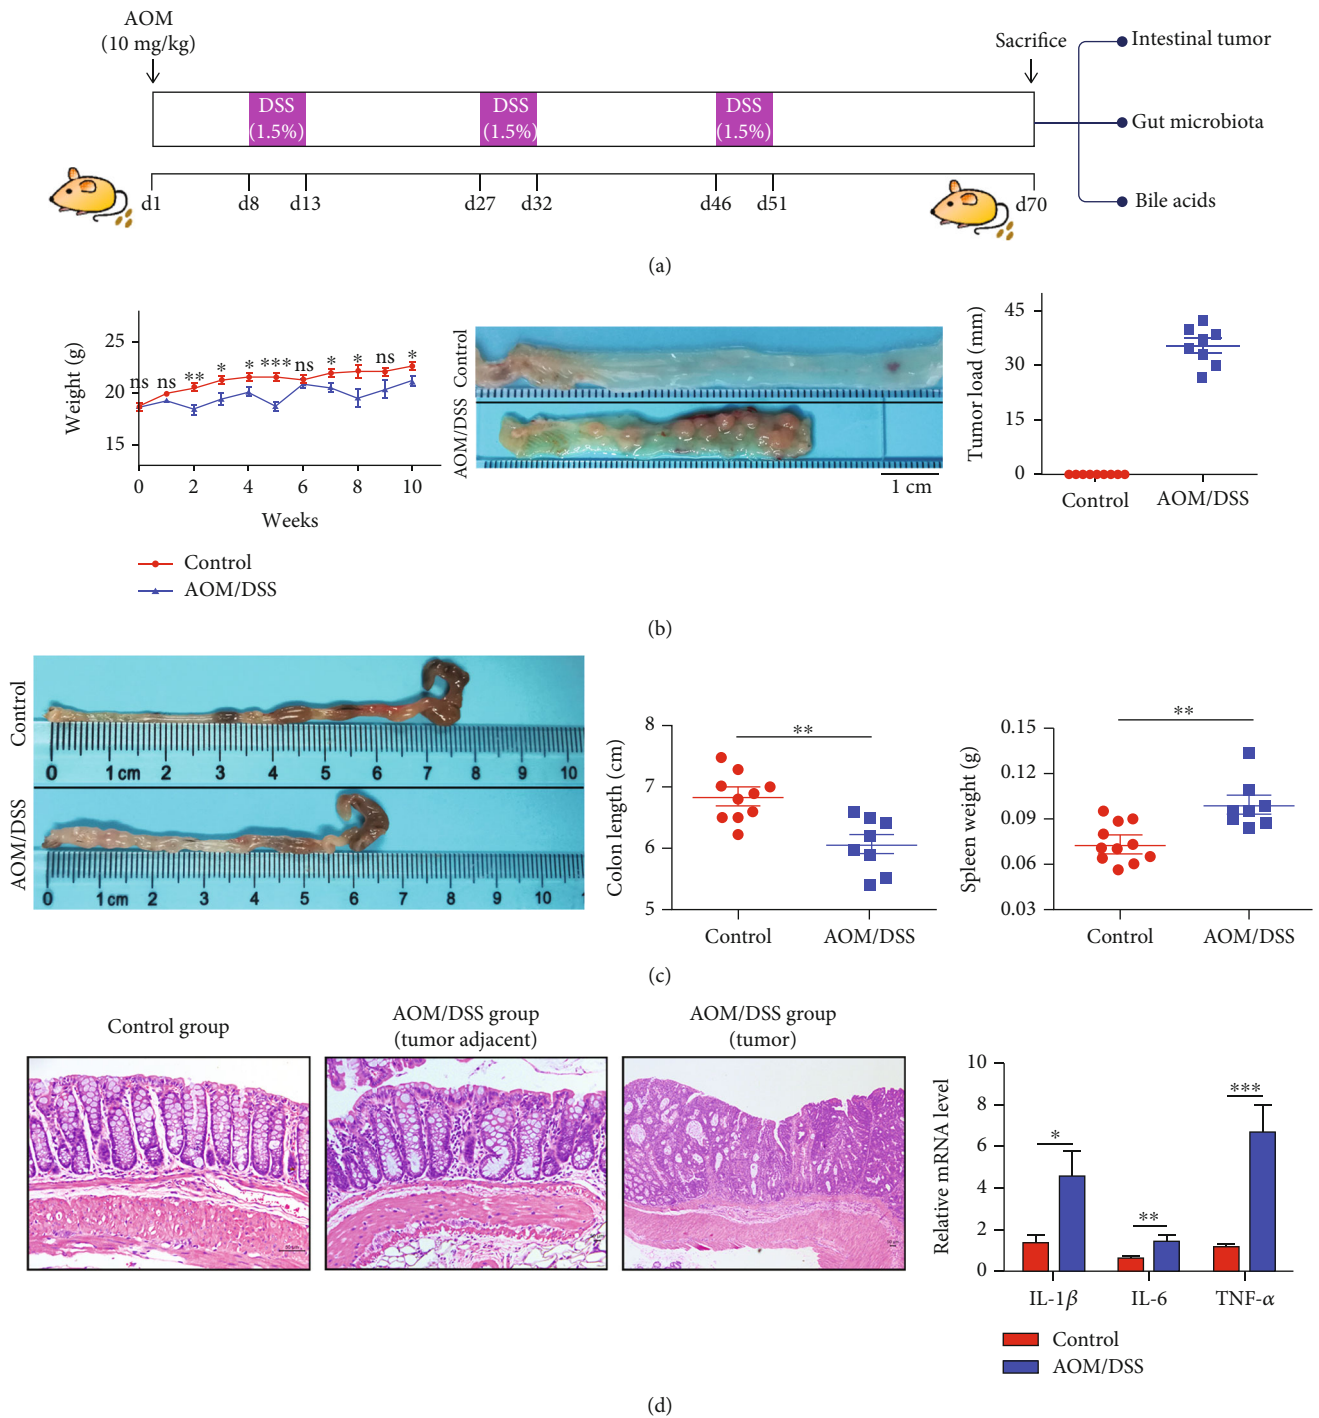 AOM
(10 mg/kg)
Sacrifice
DSS
(1.5%)
DSS
(1.5%)
DSS
(1.5%)
Intestinal tumor
Gut microbiota
Bile acids
d1 d8 d13 d27 d32 d46 d51 d70
(a)
Weight (g)
25
20
15
ns ns ** * * *** ns * * ns *
0 2 4 6 8 10
Weeks
Control
AOM/DSS
Control
AOM/DSS
1 cm
Tumor load (mm)
45
30
15
0
Control AOM/DSS
(b)
Control
0 1cm 2 3 4 5 6 7 8 9 10
AOM/DSS
0 1cm 2 3 4 5 6 7 8 9 10
Colon length (cm)
8
7
6
5
**
Control AOM/DSS
Spleen weight (g)
0.15
0.12
0.09
0.06
0.03
**
Control AOM/DSS
(c)
Control group
AOM/DSS group
(tumor adjacent)
AOM/DSS group
(tumor)
Relative mRNA level
10
8
6
4
2
0
* ** ***
IL-1β IL-6 TNF-α
Control
AOM/DSS
(d)